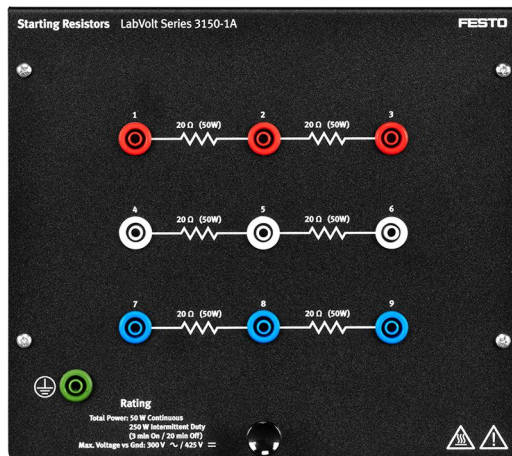 Starting Resistors LabVolt Series 3150-1A FESTO
1 2 3
20 Ω (50W) 20 Ω (50W)
4 5 6
20 Ω (50W) 20 Ω (50W)
7 8 9
20 Ω (50W) 20 Ω (50W)
Rating
Total Power: 50 W Continuous
250 W Intermittent Duty
(3 min On / 20 min Off)
Max. Voltage vs Gnd: 300 V ~ / 425 V ⎓